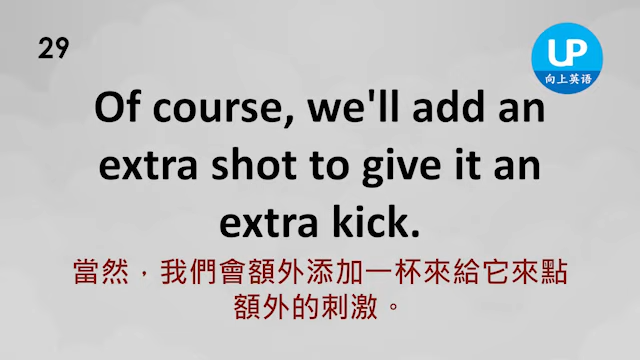 29
UP
向上英语
Of course, we'll add an
extra shot to give it an
extra kick.
當然，我們會額外添加一杯來給它來點
額外的刺激。